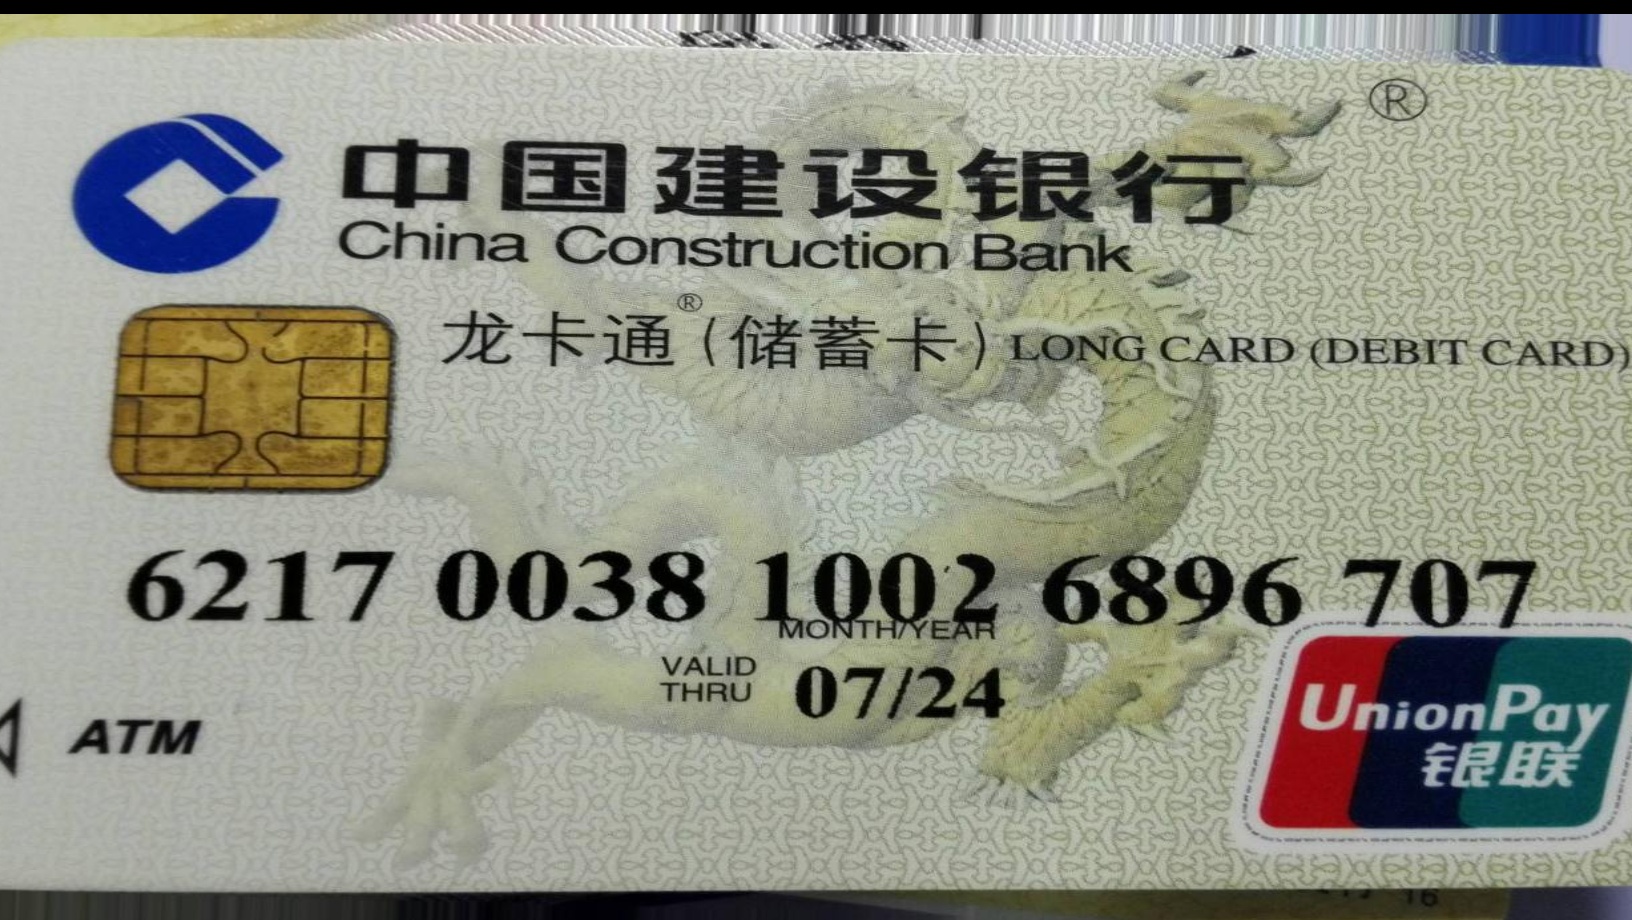 ®
中国建设银行
China Construction Bank
龙卡通®(储蓄卡) LONG CARD (DEBIT CARD)
6217 0038 1002 6896 707
MONTH/YEAR
VALID THRU 07/24
ATM
UnionPay
银联
16